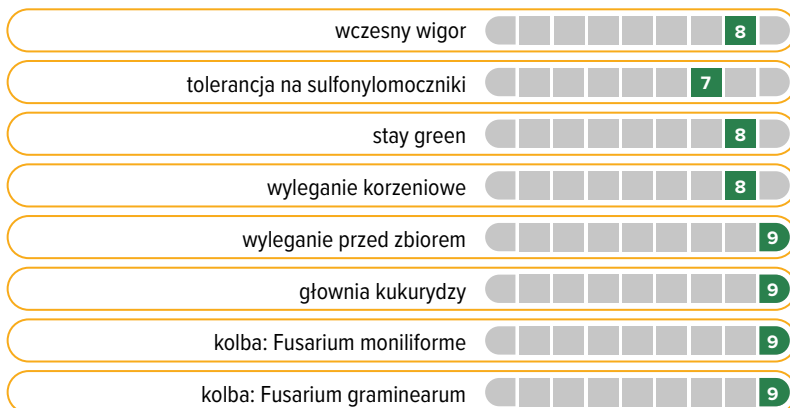 wczesny wigor 8
tolerancja na sulfonylomoczniki 7
stay green 8
wyleganie korzeniowe 8
wyleganie przed zbiorem 9
głownia kukurydzy 9
kolba: Fusarium moniliforme 9
kolba: Fusarium graminearum 9